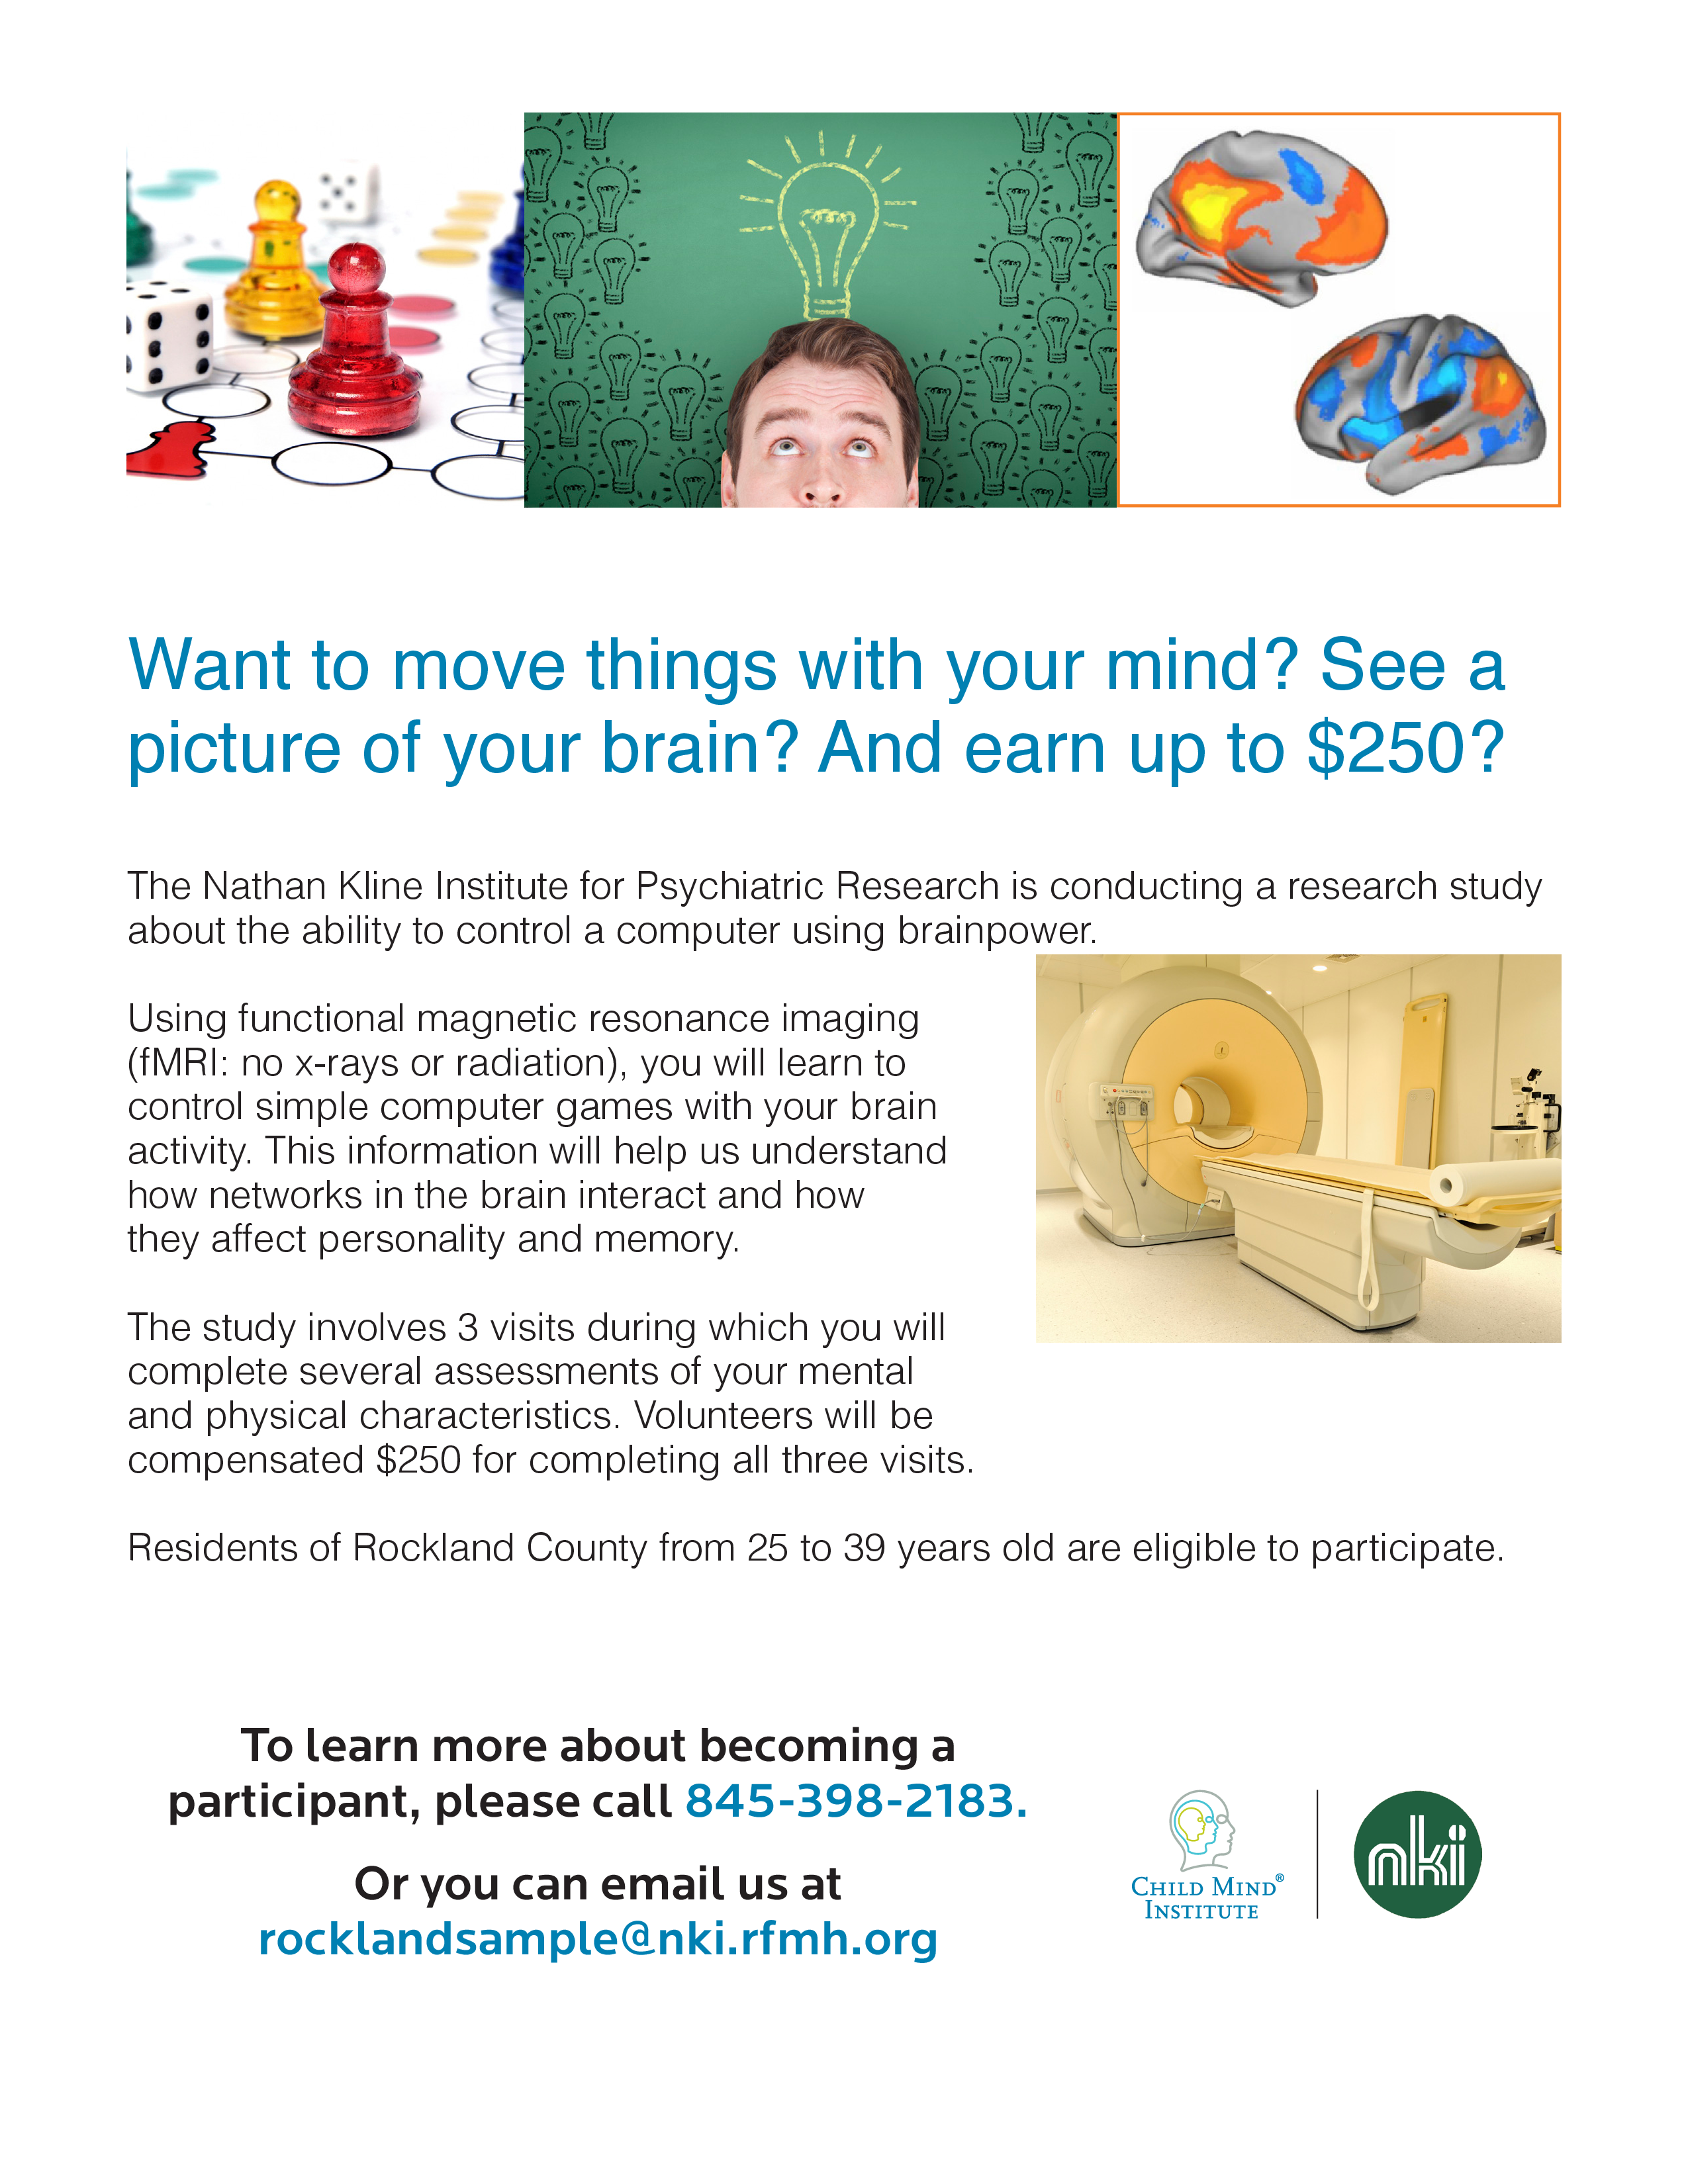 Want to move things with your mind? See a
picture of your brain? And earn up to $250?
The Nathan Kline Institute for Psychiatric Research is conducting a research study
about the ability to control a computer using brainpower.
Using functional magnetic resonance imaging
(fMRI: no x-rays or radiation), you will learn to
control simple computer games with your brain
activity. This information will help us understand
how networks in the brain interact and how
they affect personality and memory.
The study involves 3 visits during which you will
complete several assessments of your mental
and physical characteristics. Volunteers will be
compensated $250 for completing all three visits.
Residents of Rockland County from 25 to 39 years old are eligible to participate.
To learn more about becoming a
participant, please call 845-398-2183.
Or you can email us at
rocklandsample@nki.rfmh.org
CHILD MIND®
INSTITUTE
nki